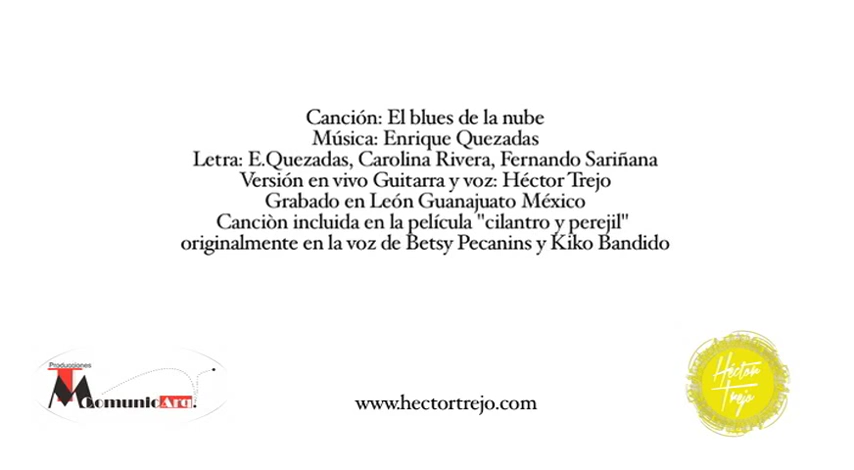 Canción: El blues de la nube
Música: Enrique Quezadas
Letra: E.Quezadas, Carolina Rivera, Fernando Sariñana
Versión en vivo Guitarra y voz: Héctor Trejo
Grabado en León Guanajuato México
Canciòn incluida en la película "cilantro y perejil"
originalmente en la voz de Betsy Pecanins y Kiko Bandido
Producciones
TM ComunicArq.
www.hectortrejo.com
Héctor
Trejo